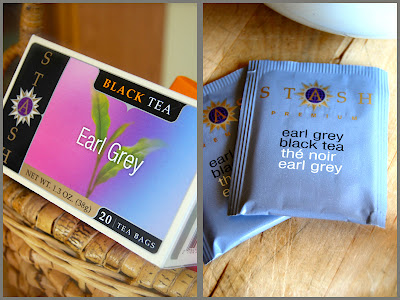 STASH
BLACK TEA
Earl Grey
NET WT. 1.3 OZ. (38g)
20 TEA BAGS
STASH
PREMIUM
earl grey
black tea
thé noir
earl grey